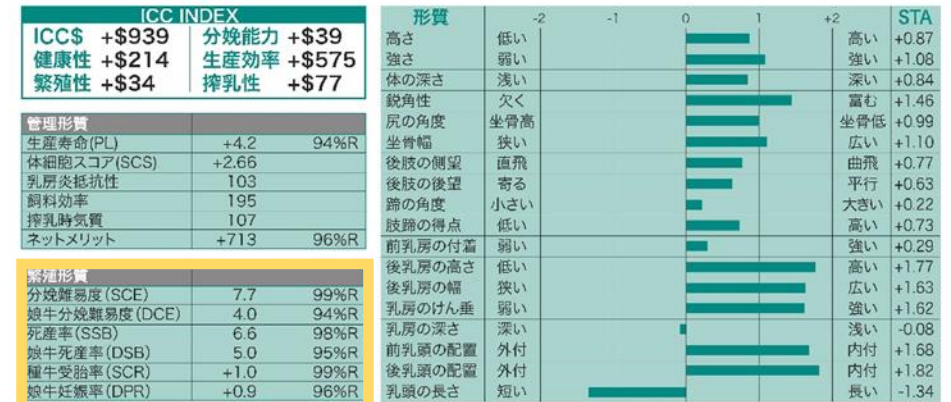 ICC INDEX
ICC$ +$939 分娩能力 +$39
健康性 +$214 生産効率 +$575
繁殖性 +$34 搾乳性 +$77
管理形質
生産寿命(PL) +4.2 94%R
体細胞スコア(SCS) +2.66
乳房炎抵抗性 103
飼料効率 195
搾乳時気質 107
ネットメリット +713 96%R
繁殖形質
分娩難易度(SCE) 7.7 99%R
娘牛分娩難易度(DCE) 4.0 94%R
死産率(SSB) 6.6 98%R
娘牛死産率(DSB) 5.0 95%R
種牛受胎率(SCR) +1.0 99%R
娘牛妊娠率(DPR) +0.9 96%R
形質 -2 -1 0 1 +2 STA
高さ 低い 高い +0.87
強さ 弱い 強い +1.08
体の深さ 浅い 深い +0.84
鋭角性 欠く 富む +1.46
尻の角度 坐骨高 坐骨低 +0.99
坐骨幅 狭い 広い +1.10
後肢の側望 直飛 曲飛 +0.77
後肢の後望 寄る 平行 +0.63
蹄の角度 小さい 大きい +0.22
肢蹄の得点 低い 高い +0.73
前乳房の付着 弱い 強い +0.29
後乳房の高さ 低い 高い +1.77
後乳房の幅 狭い 広い +1.63
乳房のけん垂 弱い 強い +1.62
乳房の深さ 深い 浅い -0.08
前乳頭の配置 外付 内付 +1.68
後乳頭の配置 外付 内付 +1.82
乳頭の長さ 短い 長い -1.34